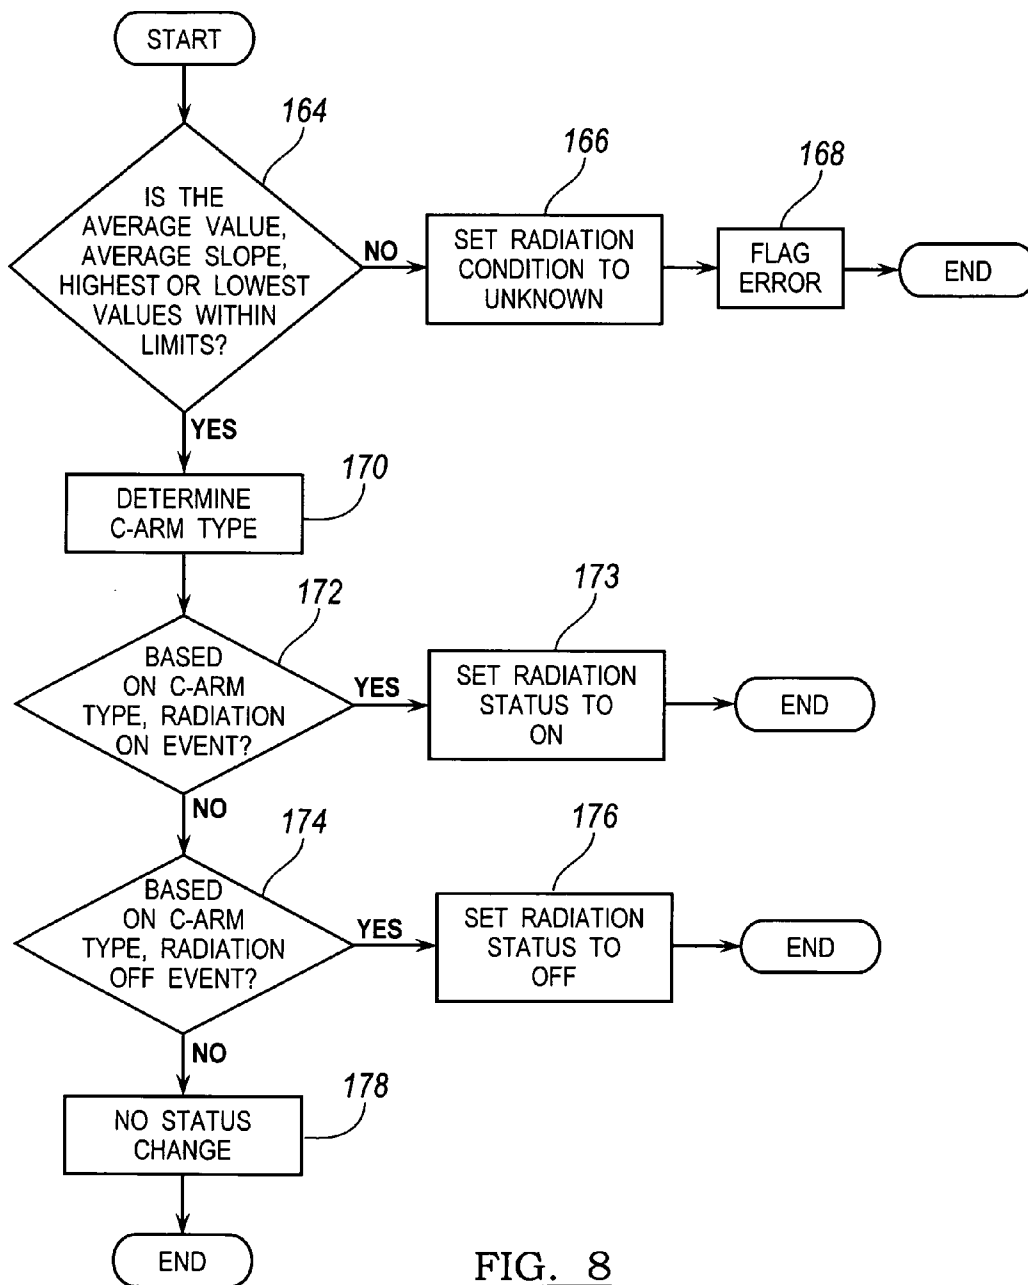 START
164
IS THE
AVERAGE VALUE,
AVERAGE SLOPE,
HIGHEST OR LOWEST
VALUES WITHIN
LIMITS?
NO
166
SET RADIATION
CONDITION TO
UNKNOWN
168
FLAG
ERROR
END
YES
170
DETERMINE
C-ARM TYPE
172
BASED
ON C-ARM
TYPE, RADIATION
ON EVENT?
YES
173
SET RADIATION
STATUS TO
ON
END
NO
174
BASED
ON C-ARM
TYPE, RADIATION
OFF EVENT?
YES
176
SET RADIATION
STATUS TO
OFF
END
NO
178
NO STATUS
CHANGE
END
FIG. 8